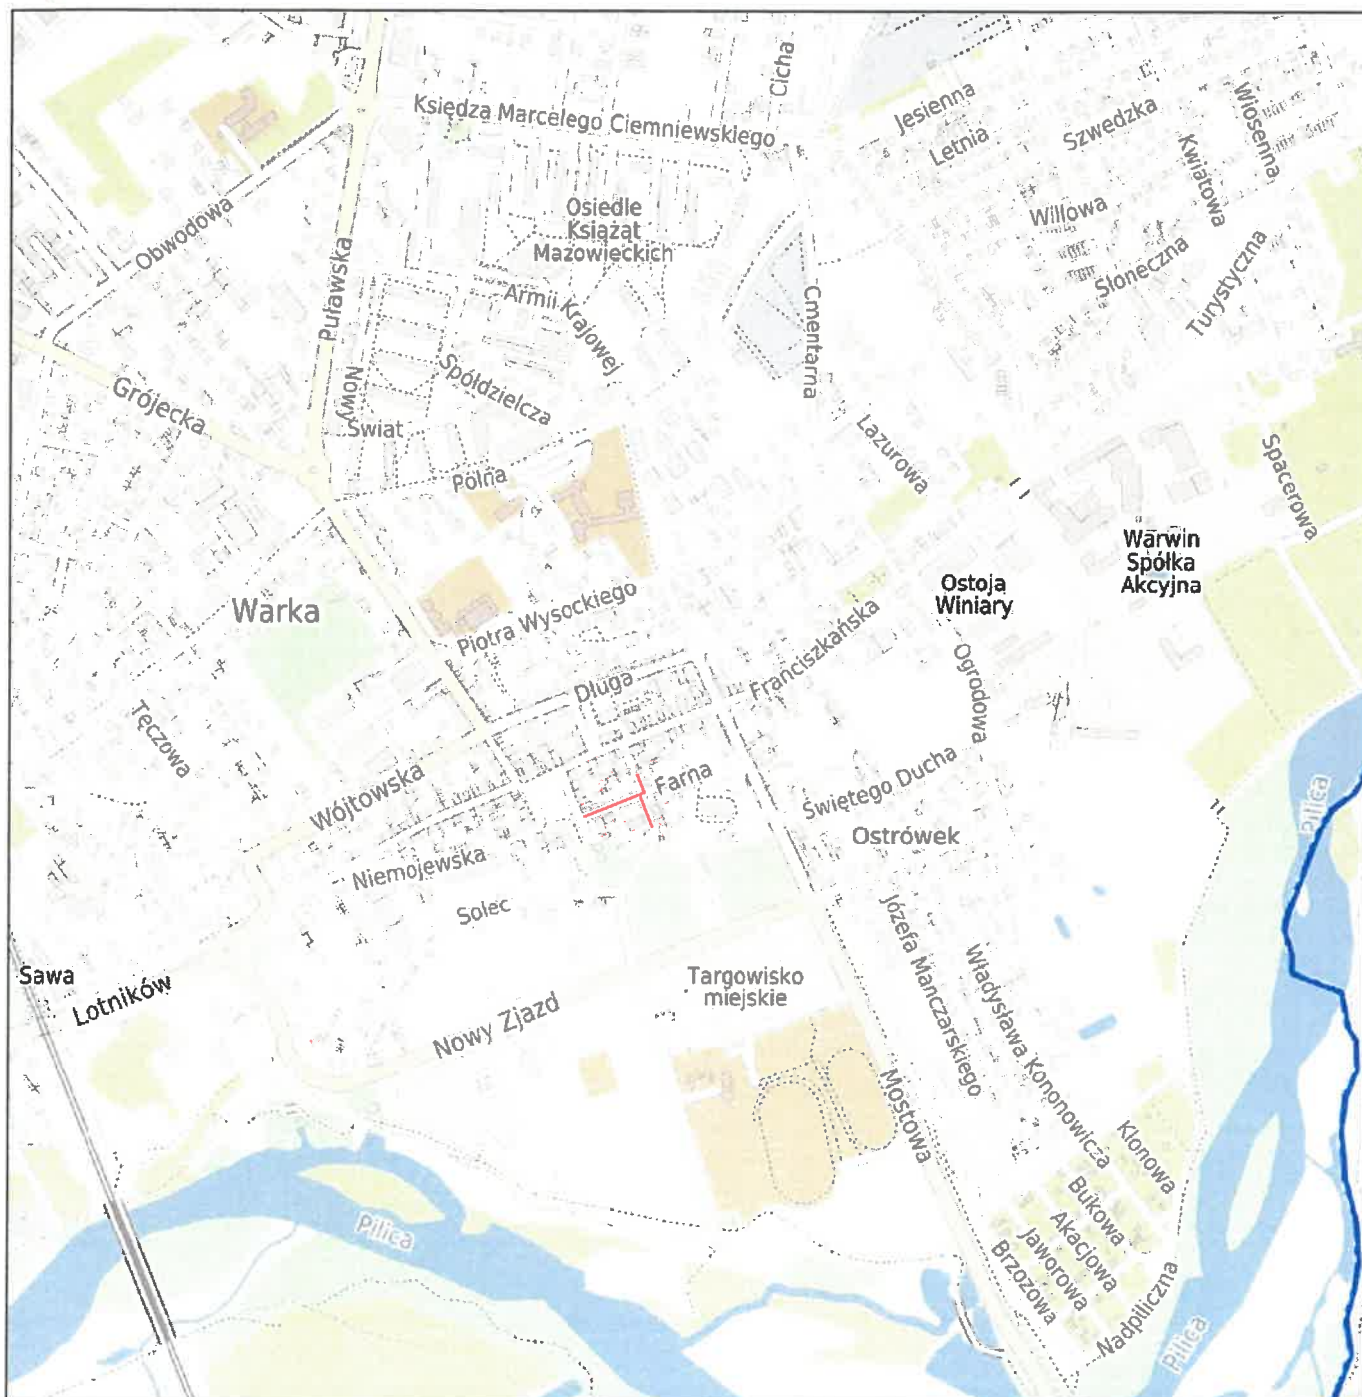 Cicha
Księdza Marcelego Ciemniewskiego
Jesienna
Letnia
Szwedzka
Wiosenna
Kwiatowa
Willowa
Słoneczna
Turystyczna
Osiedle
Książąt
Mazowieckich
Obwodowa
Puławska
Armii Krajowej
Cmentarna
Spółdzielcza
Nowy
Świat
Grójecka
Polna
Lazurowa
Spacerowa
Warwin
Spółka
Akcyjna
Ostoja
Winiary
Warka
Piotra Wysockiego
Franciszkańska
Ogrodowa
Długa
Tęczowa
Wójtowska
Farna
Świętego Ducha
Ostrówek
Pilica
Niemojewska
Solec
Józefa Mańczarskiego
Władysława Kononowicza
Sawa
Lotników
Targowisko
miejskie
Nowy Zjazd
Mostowa
Klonowa
Bukowa
Akacjowa
Jaworowa
Brzozowa
Nadpiliczna
Pilica
Pilica